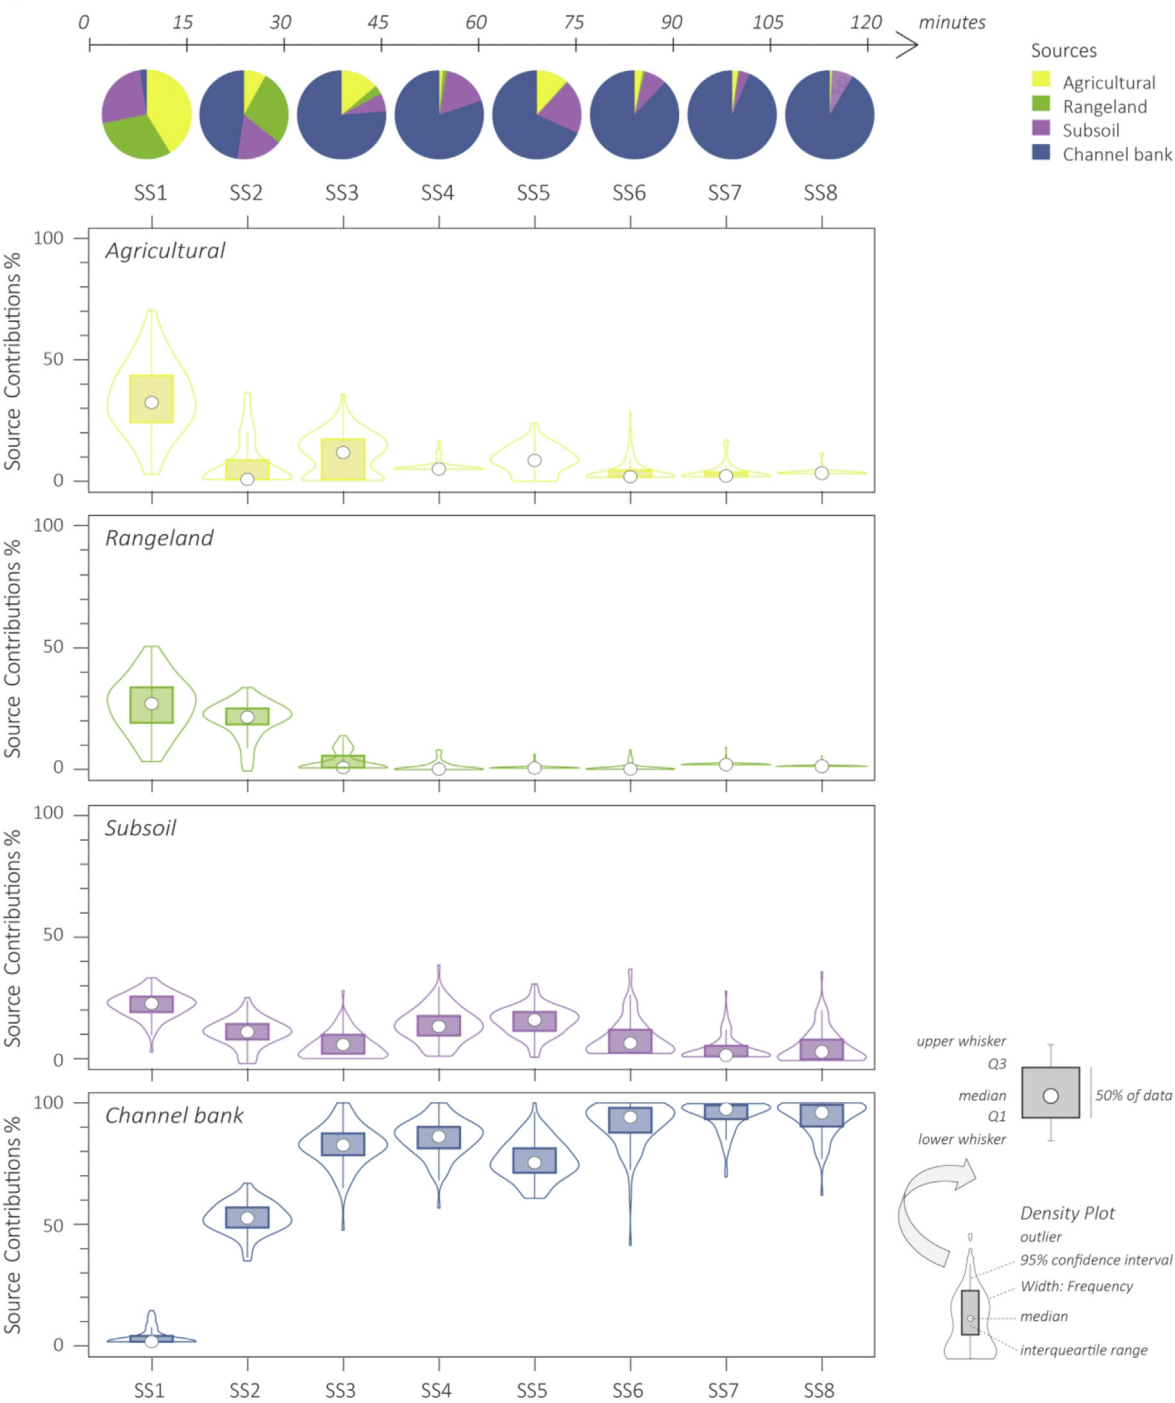 0 15 30 45 60 75 90 105 120 minutes
Sources
Agricultural
Rangeland
Subsoil
Channel bank
SS1 SS2 SS3 SS4 SS5 SS6 SS7 SS8
Source Contributions %
100
50
0
Agricultural
Source Contributions %
100
50
0
Rangeland
Source Contributions %
100
50
0
Subsoil
Source Contributions %
100
50
0
Channel bank
SS1 SS2 SS3 SS4 SS5 SS6 SS7 SS8
upper whisker
Q3
median
Q1
lower whisker
50% of data
Density Plot
outlier
95% confidence interval
Width: Frequency
median
interqueartile range